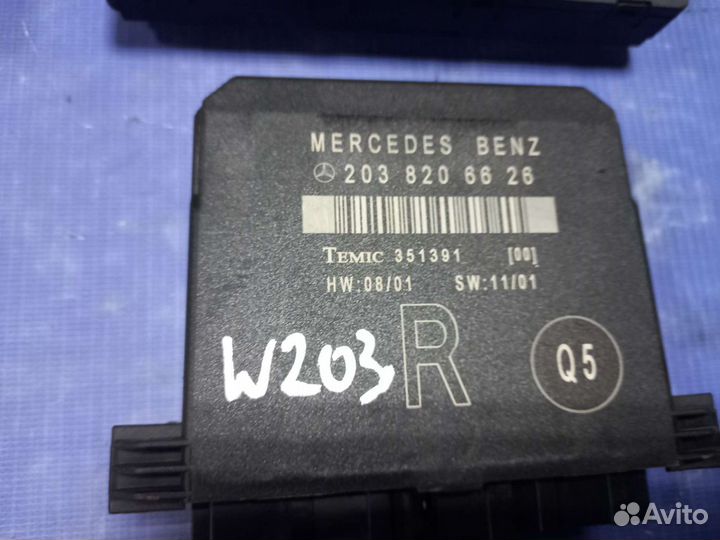 MERCEDES BENZ
203 820 66 26
TEMIC 351391 [00]
HW:08/01 SW:11/01
W203 R
Q5
Avito